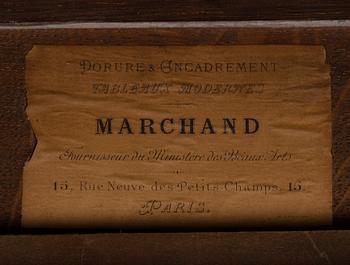 DORURE & ENCADREMENT
TABLEAUX MODERNES
MARCHAND
Fournisseur du Ministère des Beaux Arts
15, Rue Neuve des Petits Champs, 15.
PARIS.